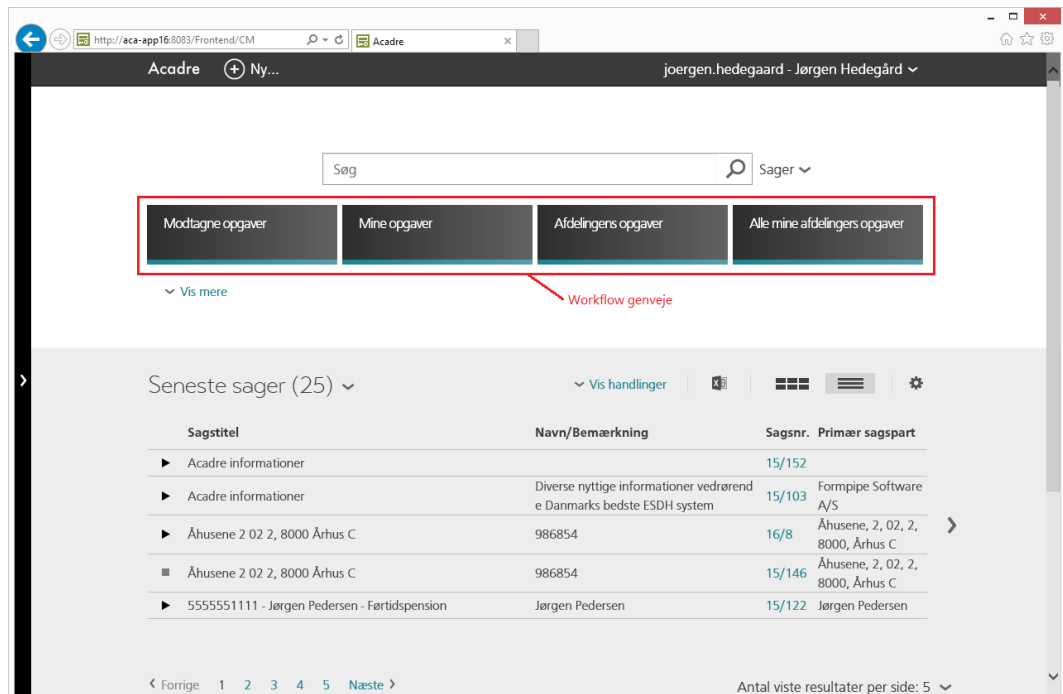 http://aca-app16:8083/Frontend/CM
Acadre
Acadre
Ny...
joergen.hedegaard - Jørgen Hedegård
Søg
Sager
Modtagne opgaver
Mine opgaver
Afdelingens opgaver
Alle mine afdelingers opgaver
Vis mere
Workflow genveje
Seneste sager (25)
Vis handlinger
Sagstitel Navn/Bemærkning Sagsnr. Primær sagspart
Acadre informationer 15/152
Acadre informationer Diverse nyttige informationer vedrørend
e Danmarks bedste ESDH system 15/103 Formpipe Software
A/S
Åhusene 2 02 2, 8000 Århus C 986854 16/8 Åhusene, 2, 02, 2,
8000, Århus C
Åhusene 2 02 2, 8000 Århus C 986854 15/146 Åhusene, 2, 02, 2,
8000, Århus C
5555551111 - Jørgen Pedersen - Førtidspension Jørgen Pedersen 15/122 Jørgen Pedersen
Forrige 1 2 3 4 5 Næste
Antal viste resultater per side: 5